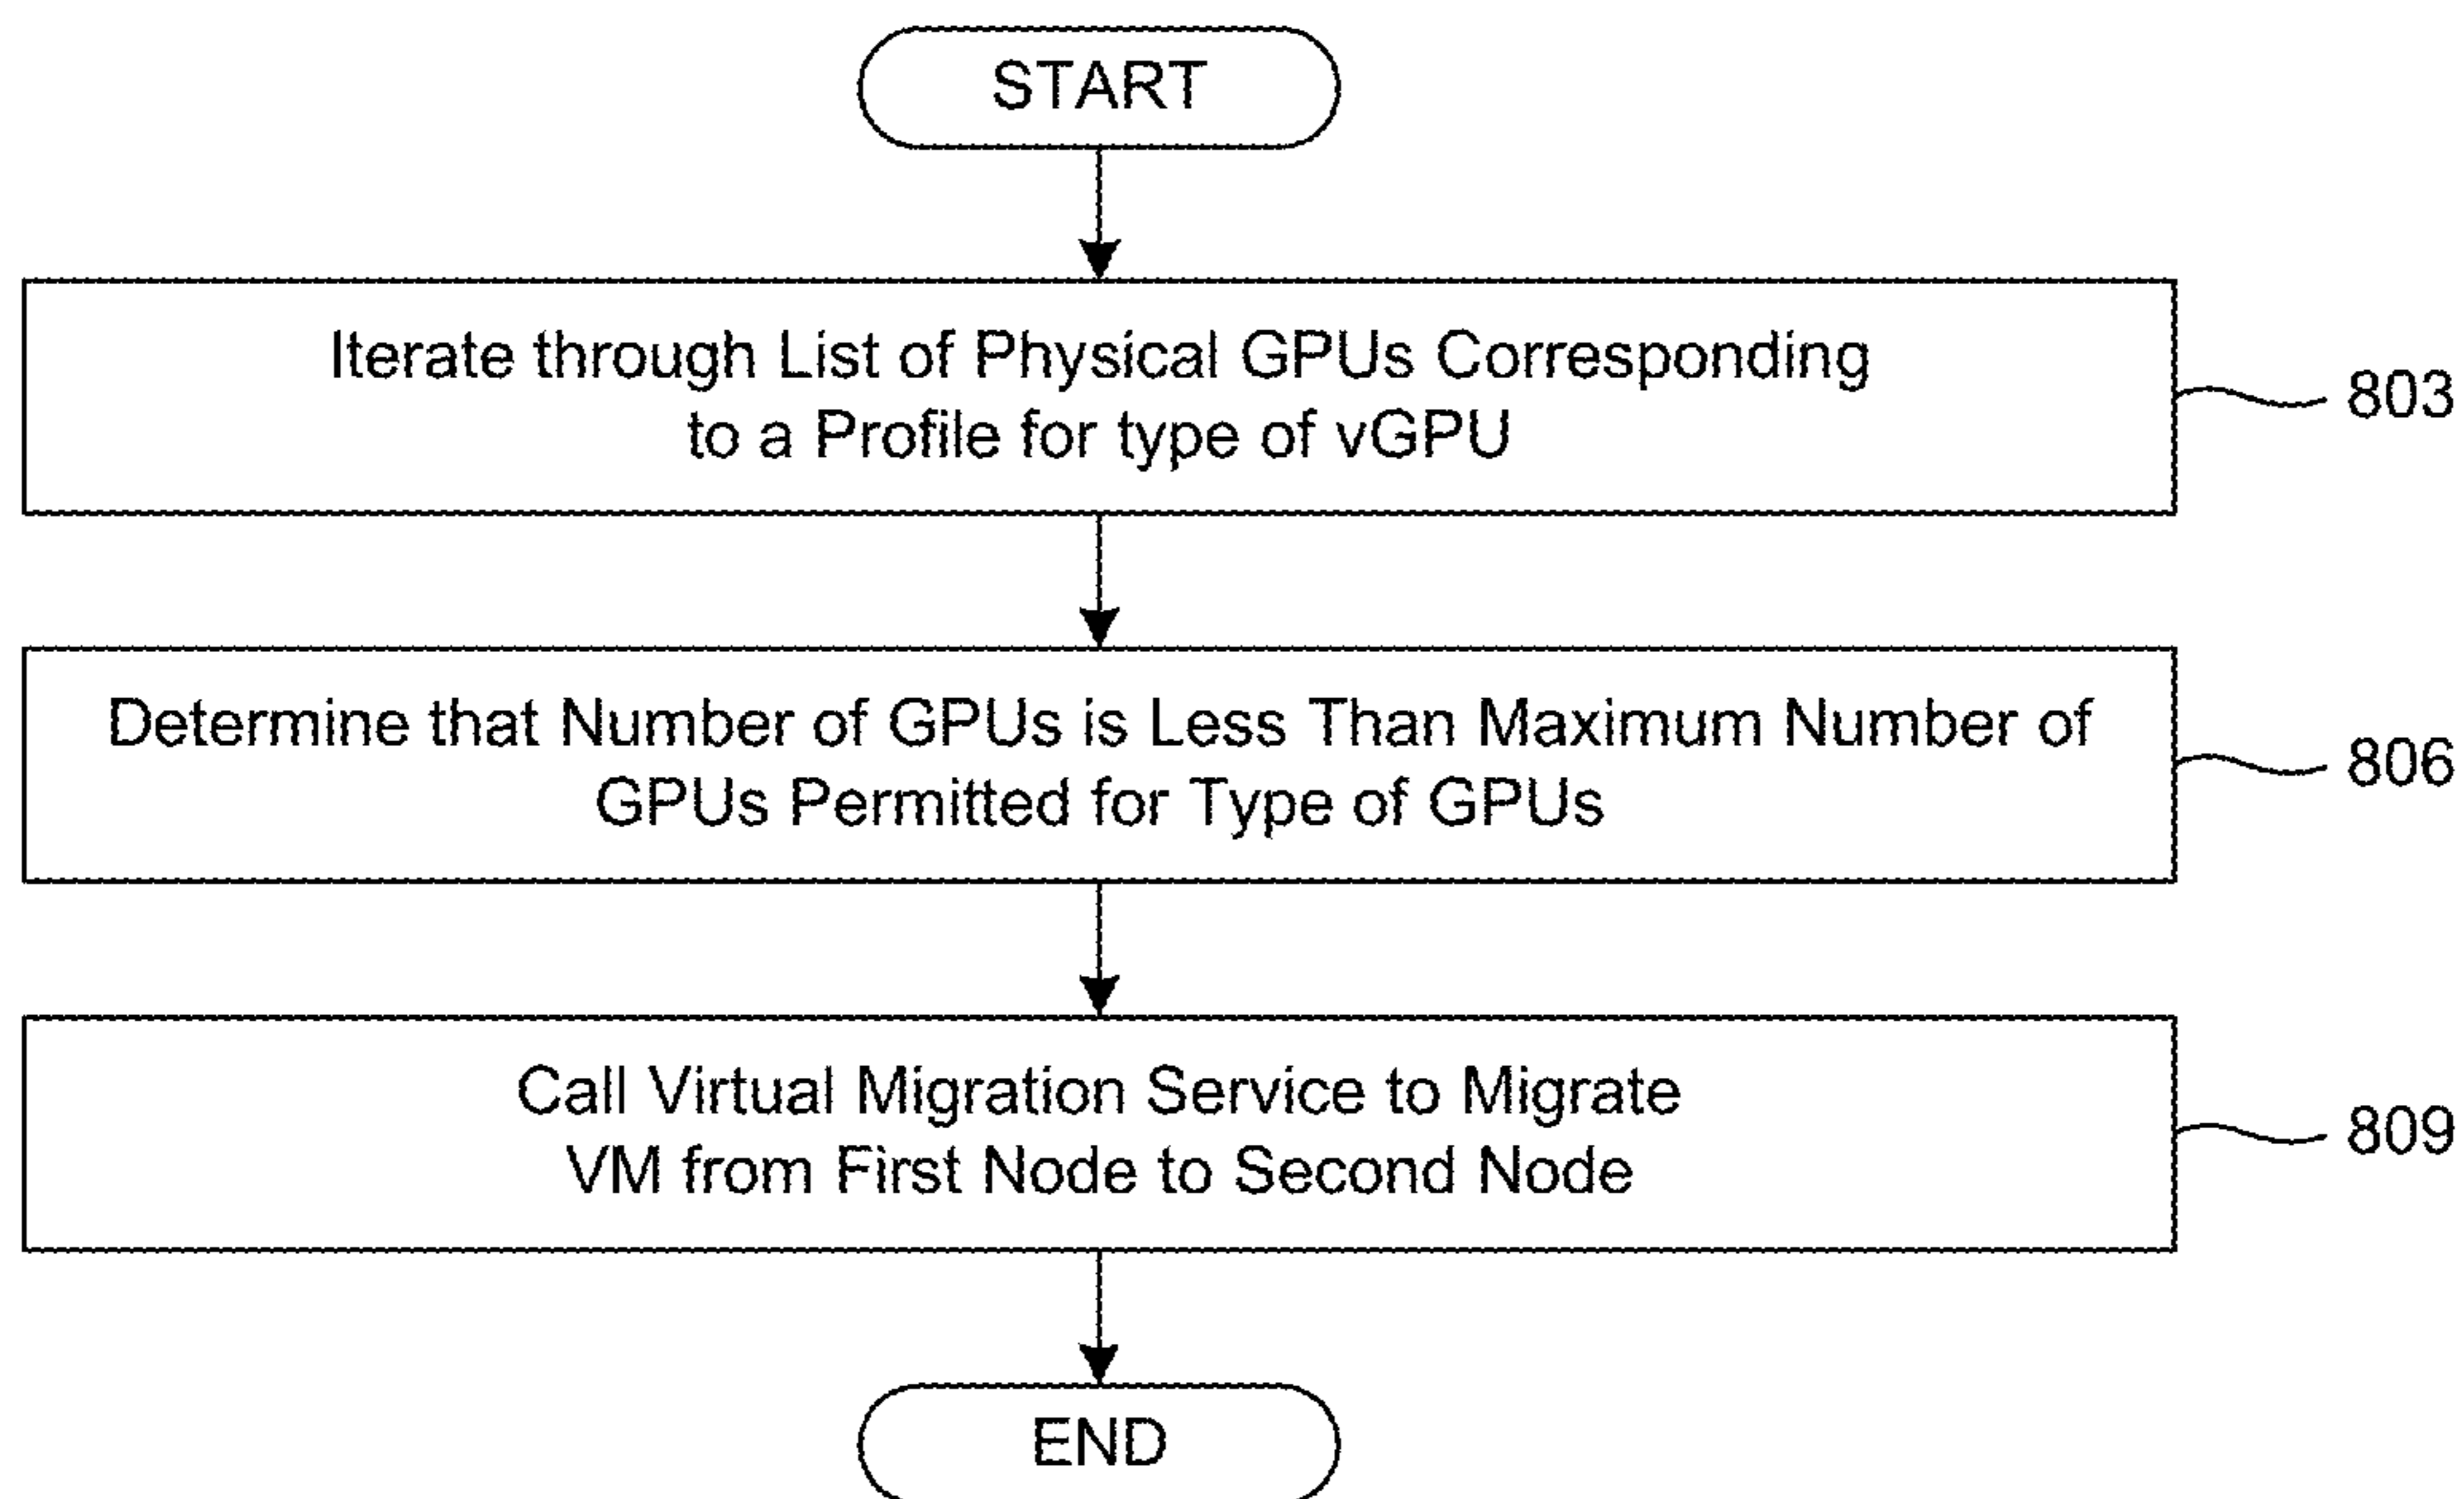 START
Iterate through List of Physical GPUs Corresponding
to a Profile for type of vGPU
803
Determine that Number of GPUs is Less Than Maximum Number of
GPUs Permitted for Type of GPUs
806
Call Virtual Migration Service to Migrate
VM from First Node to Second Node
809
END